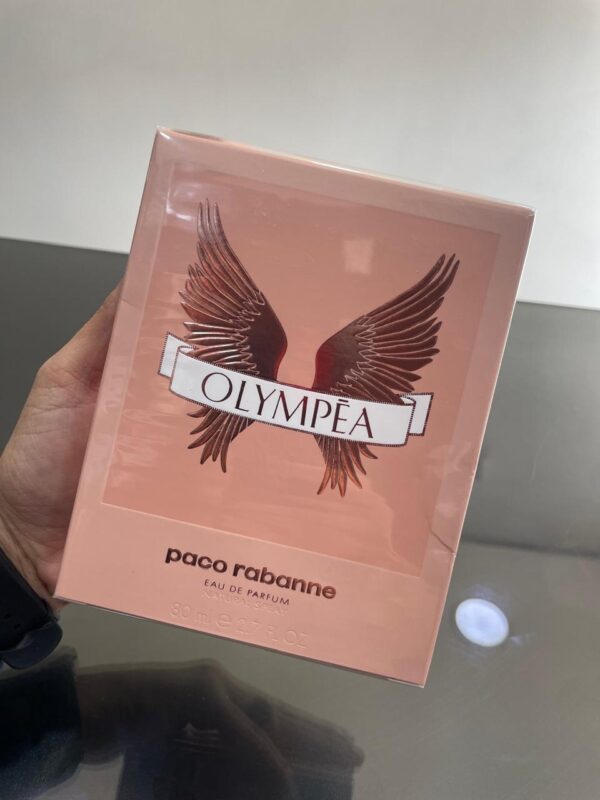 OLYMPĒA
paco rabanne
EAU DE PARFUM
NATURAL SPRAY
80 ml e 2.7 fl. oz